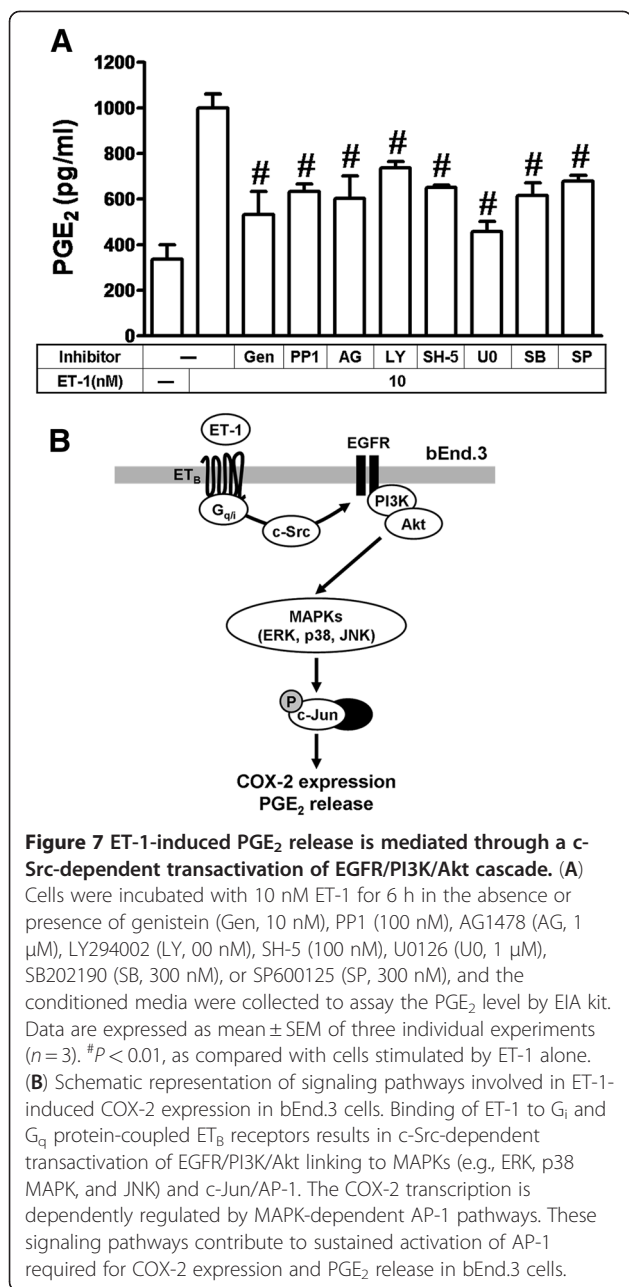 A
1200
1000
800
600
400
200
0
PGE₂ (pg/ml)
# # # # # # # #
Inhibitor — Gen PP1 AG LY SH-5 U0 SB SP
ET-1(nM) — 10
B
ET-1
EGFR
bEnd.3
ET_B
PI3K
G_q/i
Akt
c-Src
MAPKs
(ERK, p38, JNK)
P
c-Jun
COX-2 expression
PGE₂ release
Figure 7 ET-1-induced PGE₂ release is mediated through a c-
Src-dependent transactivation of EGFR/PI3K/Akt cascade. (A)
Cells were incubated with 10 nM ET-1 for 6 h in the absence or
presence of genistein (Gen, 10 nM), PP1 (100 nM), AG1478 (AG, 1
μM), LY294002 (LY, 00 nM), SH-5 (100 nM), U0126 (U0, 1 μM),
SB202190 (SB, 300 nM), or SP600125 (SP, 300 nM), and the
conditioned media were collected to assay the PGE₂ level by EIA kit.
Data are expressed as mean ± SEM of three individual experiments
(n = 3). #P < 0.01, as compared with cells stimulated by ET-1 alone.
(B) Schematic representation of signaling pathways involved in ET-1-
induced COX-2 expression in bEnd.3 cells. Binding of ET-1 to Gᵢ and
G_q protein-coupled ET_B receptors results in c-Src-dependent
transactivation of EGFR/PI3K/Akt linking to MAPKs (e.g., ERK, p38
MAPK, and JNK) and c-Jun/AP-1. The COX-2 transcription is
dependently regulated by MAPK-dependent AP-1 pathways. These
signaling pathways contribute to sustained activation of AP-1
required for COX-2 expression and PGE₂ release in bEnd.3 cells.